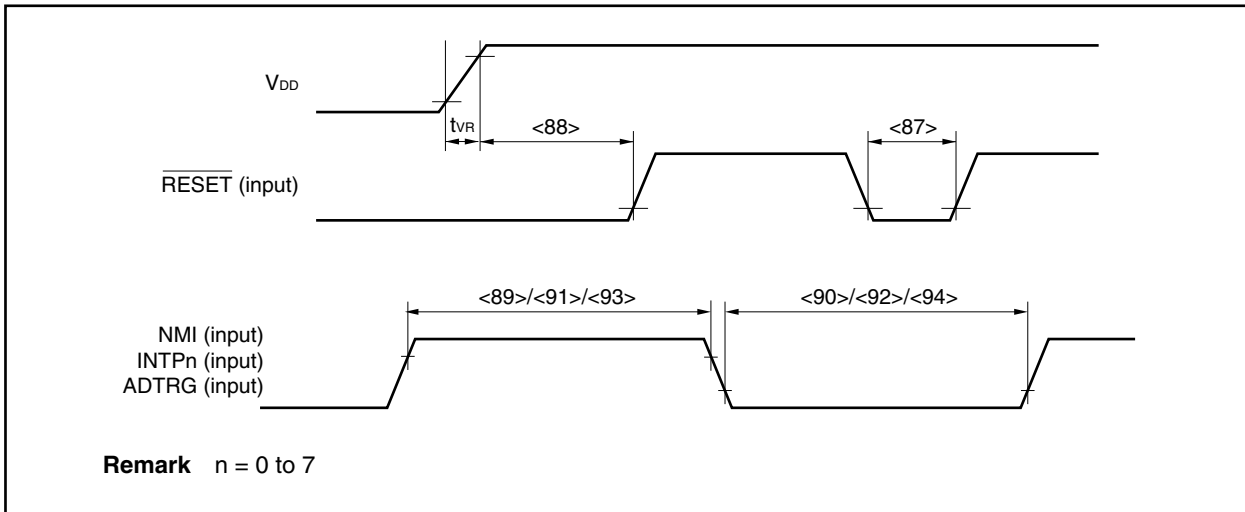 VDD
tVR
<88>
<87>
RESET (input)
<89>/<91>/<93>
<90>/<92>/<94>
NMI (input)
INTPn (input)
ADTRG (input)
Remark n = 0 to 7